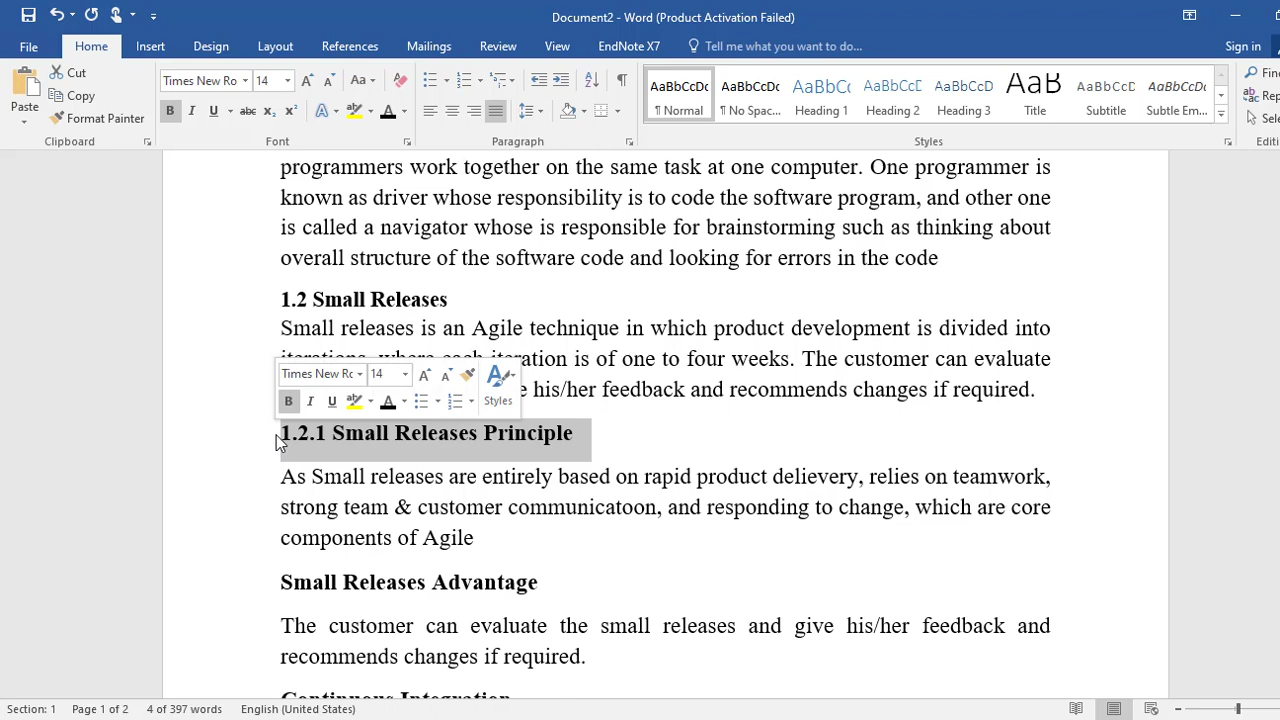 Document2 - Word (Product Activation Failed)
File Home Insert Design Layout References Mailings Review View EndNote X7 Tell me what you want to do... Sign in
Paste Cut Copy Format Painter
Times New Ro 14 Aa
B I U abc x₂ x² A ab A
AaBbCcDc AaBbCcDc AaBbCc AaBbCcD AaBbCcD AaB AaBbCcD AaBbCcDc
¶ Normal ¶ No Spac... Heading 1 Heading 2 Heading 3 Title Subtitle Subtle Em...
Clipboard Font Paragraph Styles
programmers work together on the same task at one computer. One programmer is
known as driver whose responsibility is to code the software program, and other one
is called a navigator whose is responsible for brainstorming such as thinking about
overall structure of the software code and looking for errors in the code
1.2 Small Releases
Small releases is an Agile technique in which product development is divided into
iterations, where each iteration is of one to four weeks. The customer can evaluate
his/her feedback and recommends changes if required.
Times New Ro 14 A A
B I U ab A Styles
1.2.1 Small Releases Principle
As Small releases are entirely based on rapid product delievery, relies on teamwork,
strong team & customer communicatoon, and responding to change, which are core
components of Agile
Small Releases Advantage
The customer can evaluate the small releases and give his/her feedback and
recommends changes if required.
Continuous Integration
Section: 1 Page 1 of 2 4 of 397 words English (United States)